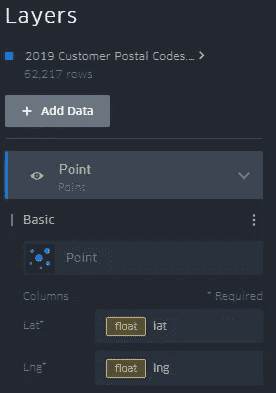 Layers
2019 Customer Postal Codes...
62,217 rows
+ Add Data
Point
Point
Basic
Point
Columns
* Required
Lat*
float lat
Lng*
float lng